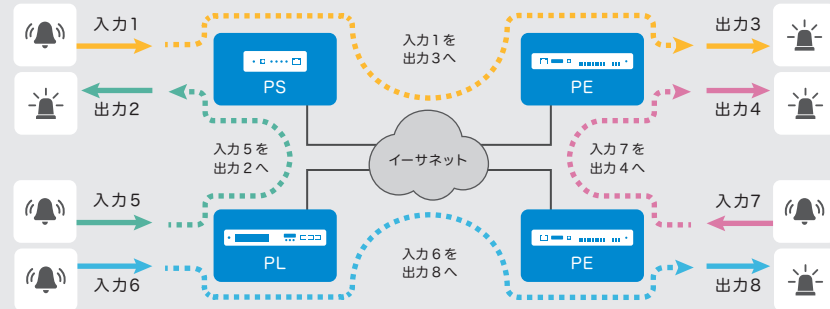 入力1
出力3
入力1を
出力3へ
PS
PE
出力2
出力4
入力5を
出力2へ
イーサネット
入力7を
出力4へ
入力5
入力7
PL
入力6を
出力8へ
PE
入力6
出力8